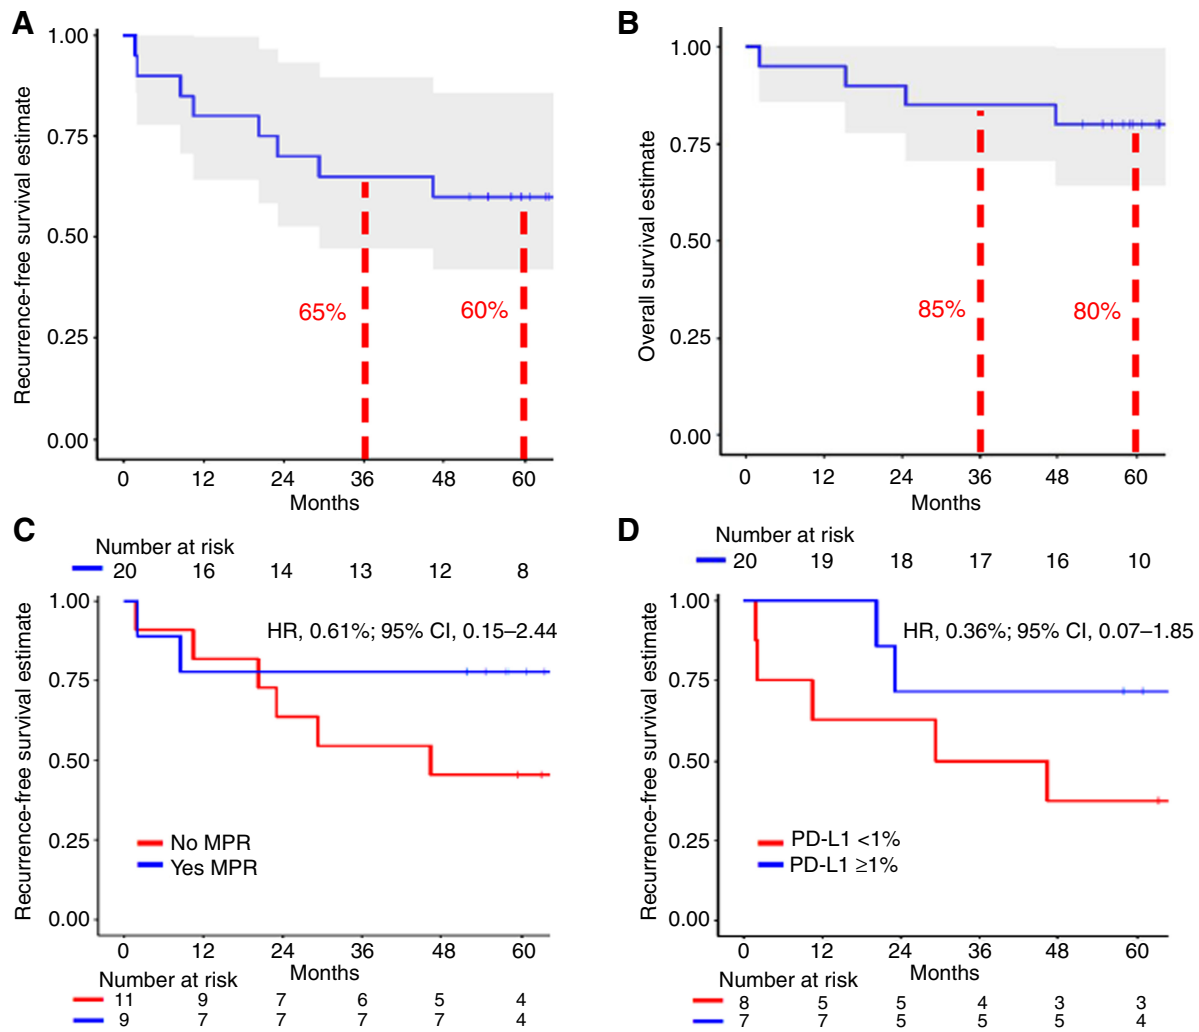 A
Recurrence-free survival estimate
1.00
0.75
0.50
0.25
0.00
65%
60%
0 12 24 36 48 60
Months
Number at risk
20 16 14 13 12 8
B
Overall survival estimate
1.00
0.75
0.50
0.25
0.00
85%
80%
0 12 24 36 48 60
Months
Number at risk
20 19 18 17 16 10
C
Recurrence-free survival estimate
1.00
0.75
0.50
0.25
0.00
HR, 0.61%; 95% CI, 0.15–2.44
No MPR
Yes MPR
0 12 24 36 48 60
Months
Number at risk
11 9 7 6 5 4
9 7 7 7 7 4
D
Recurrence-free survival estimate
1.00
0.75
0.50
0.25
0.00
HR, 0.36%; 95% CI, 0.07–1.85
PD-L1 <1%
PD-L1 ≥1%
0 12 24 36 48 60
Months
Number at risk
8 5 5 4 3 3
7 7 5 5 5 4